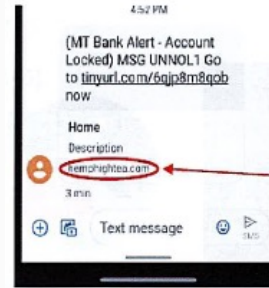 4:52 PM
(MT Bank Alert - Account
Locked) MSG UNNOL1 Go
to tinyurl.com/6qjp8m8qob
now
Home
Description
hemphightea.com
3 min
Text message
SMS